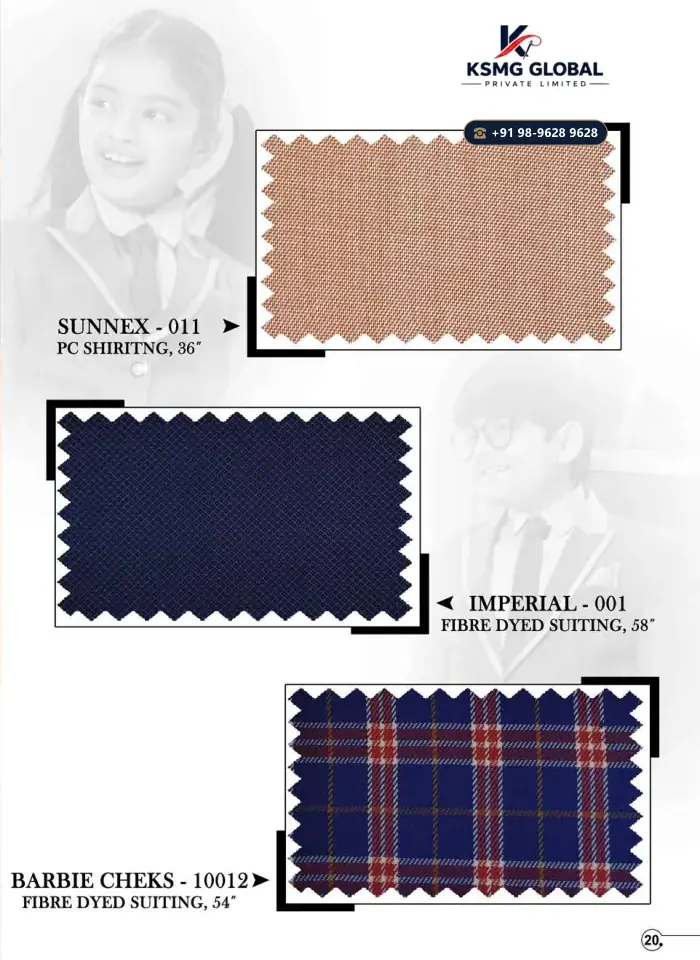 KSMG GLOBAL
PRIVATE LIMITED
+91 98-9628 9628
SUNNEX - 011
PC SHIRITNG, 36"
IMPERIAL - 001
FIBRE DYED SUITING, 58"
BARBIE CHEKS - 10012
FIBRE DYED SUITING, 54"
20